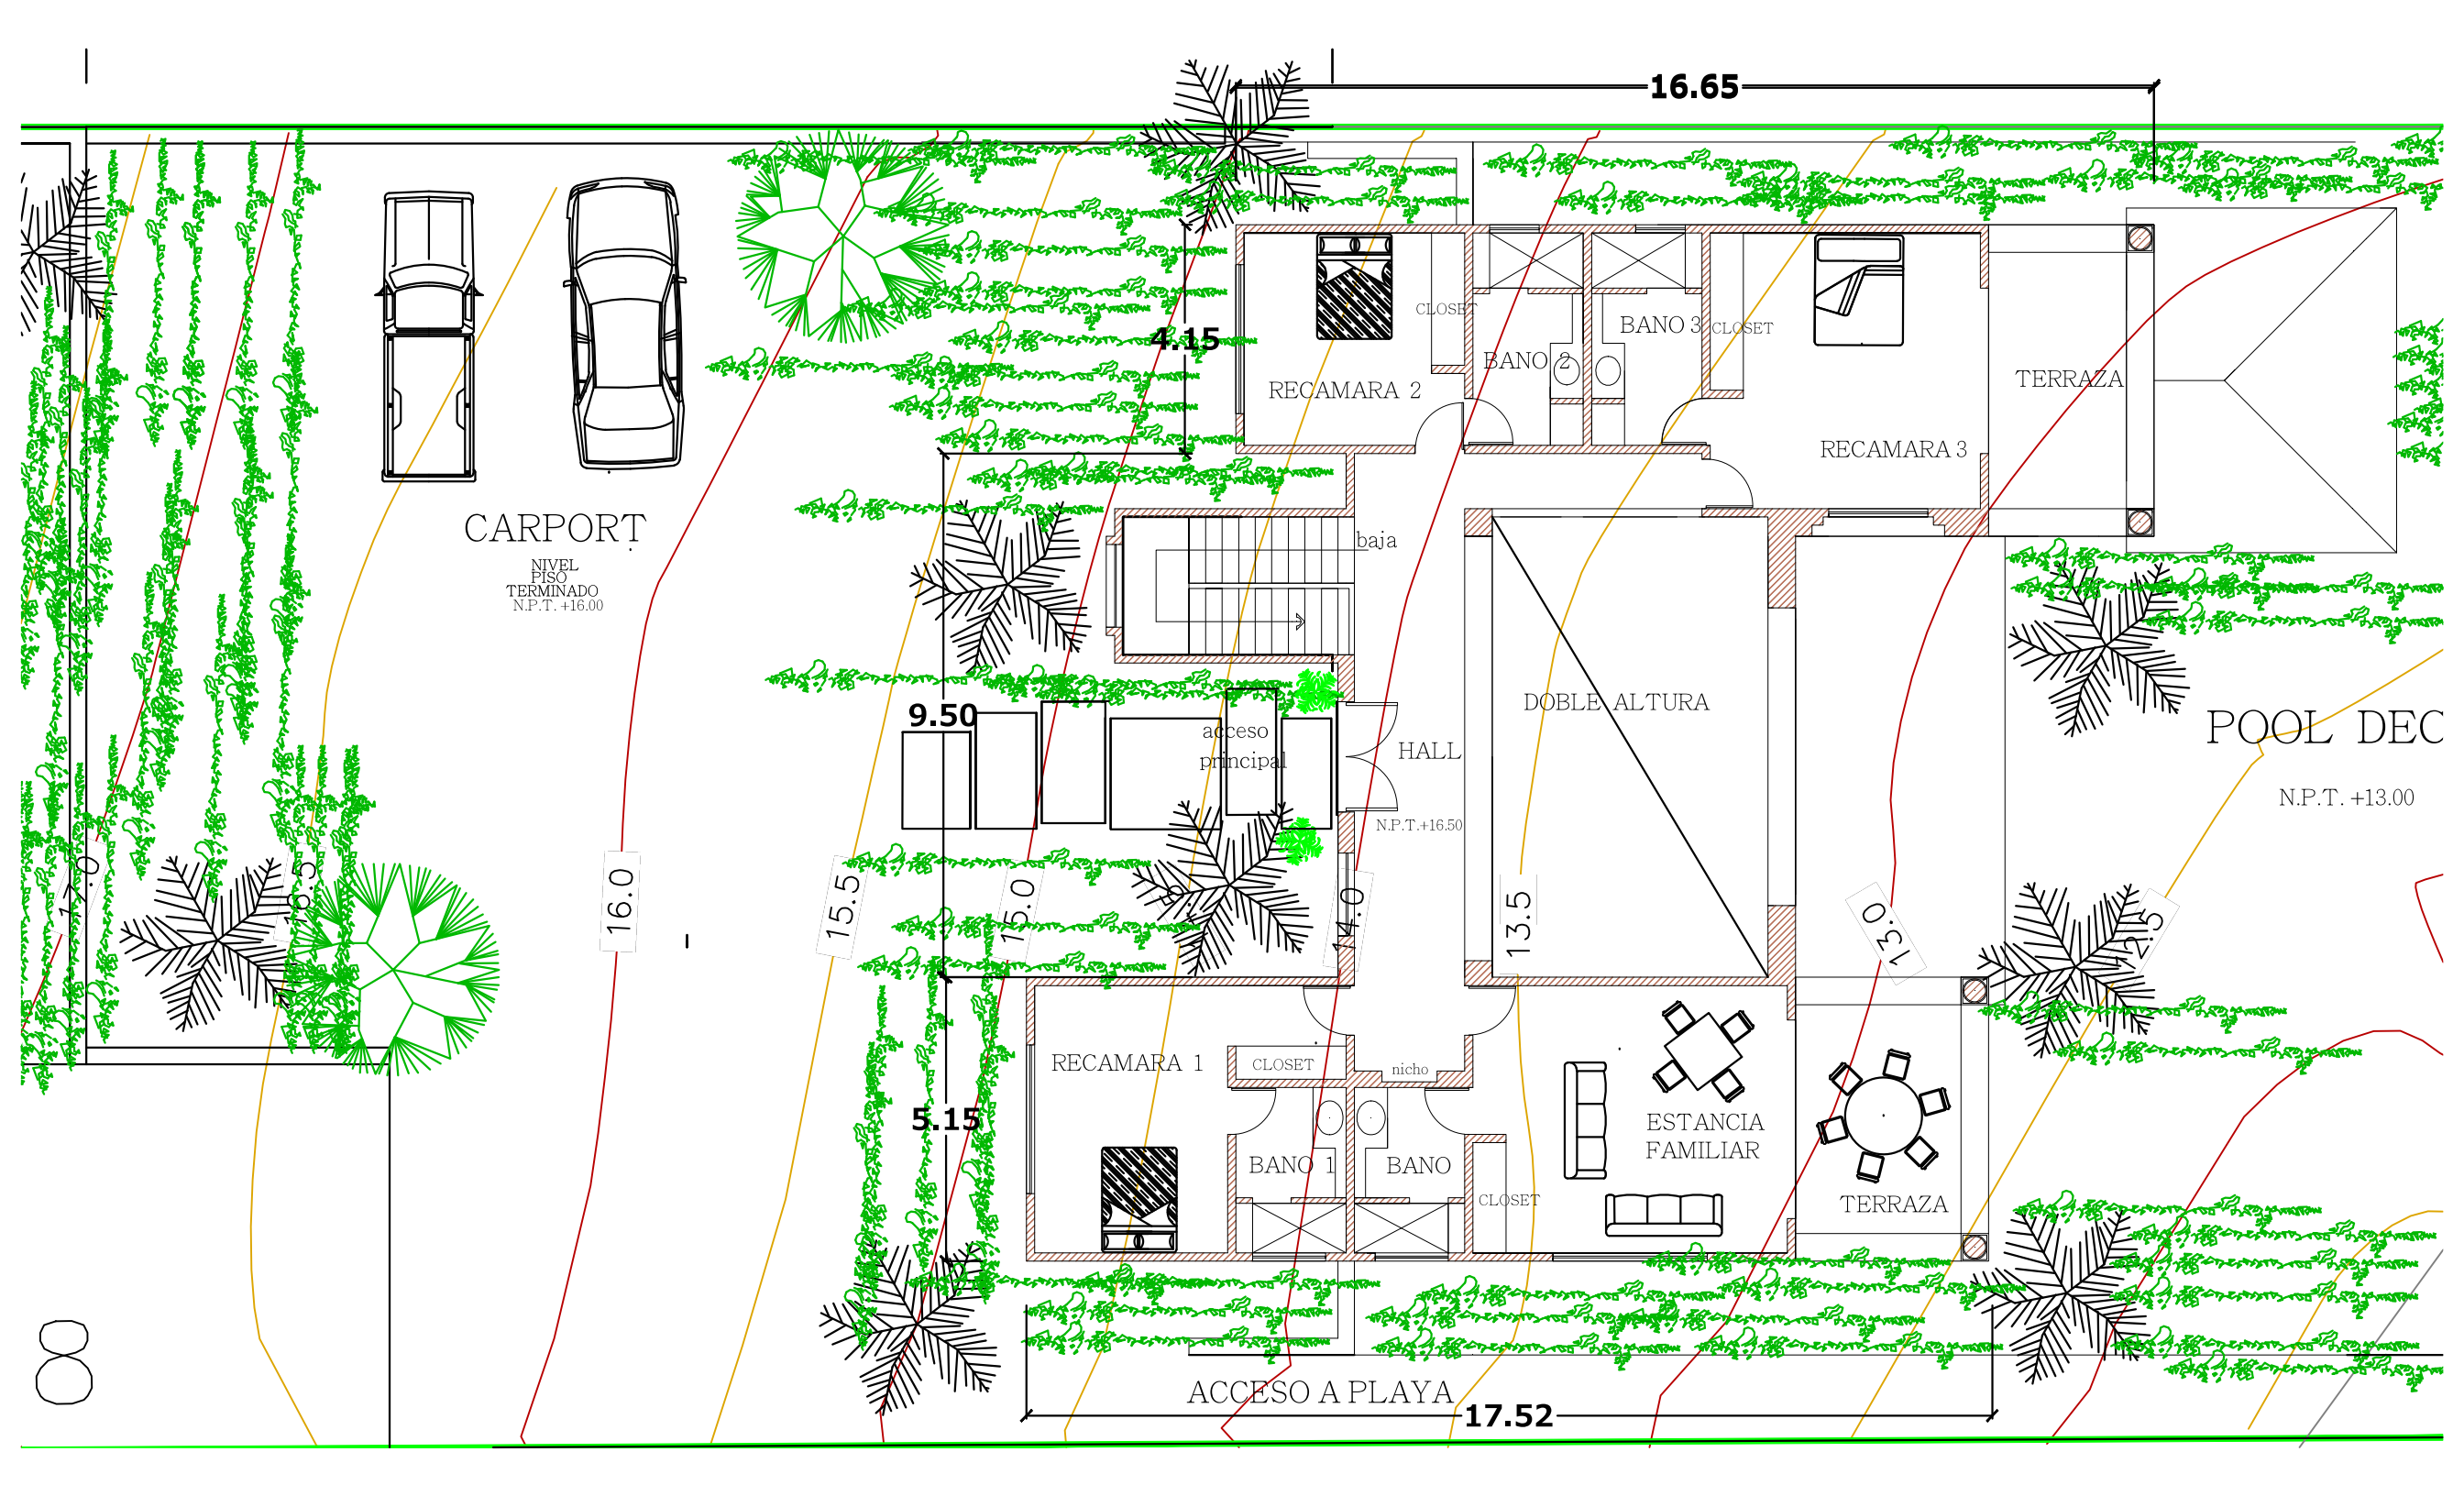 16.65
4.15
CLOSET
BANO 3
CLOSET
BANO 2
RECAMARA 2
TERRAZA
RECAMARA 3
CARPORT
baja
NIVEL
PISO
TERMINADO
N.P.T. +16.00
DOBLE ALTURA
9.50
acceso
principal
HALL
POOL DEC
N.P.T. +13.00
N.P.T.+16.50
17.0
16.5
16.0
15.5
15.0
14.0
13.5
13.0
12.5
RECAMARA 1
CLOSET
nicho
5.15
ESTANCIA
FAMILIAR
BANO 1
BANO
CLOSET
TERRAZA
8
ACCESO A PLAYA
17.52